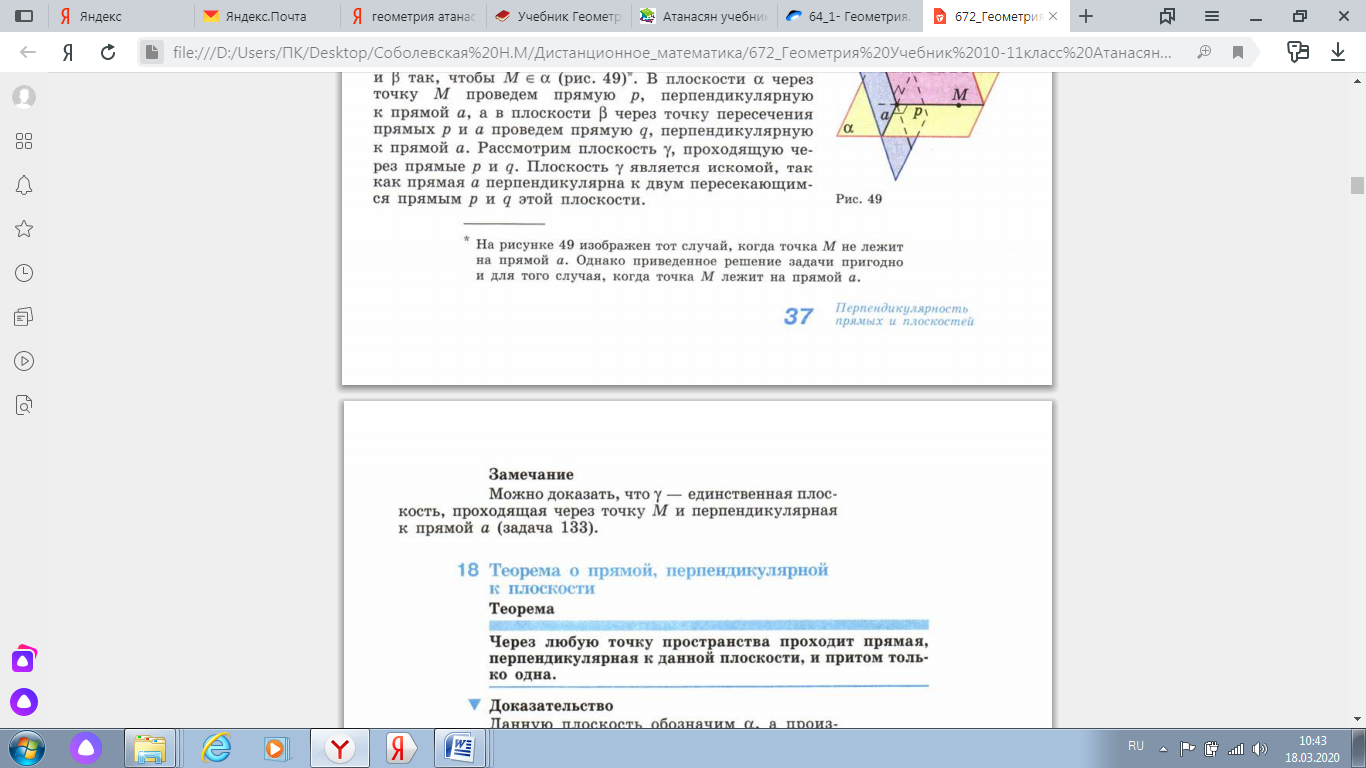 Яндекс
Яндекс.Почта
геометрия атанас
Учебник Геометр
Атанасян учебни
64_1- Геометрия.
672_Геометрия
file:///D:/Users/ПК/Desktop/Соболевская%20Н.М/Дистанционное_математика/672_Геометрия%20Учебник%2010-11класс%20Атанасян...
и β так, чтобы M ∈ α (рис. 49)*. В плоскости α через
точку M проведем прямую p, перпендикулярную
к прямой a, а в плоскости β через точку пересечения
прямых p и a проведем прямую q, перпендикулярную
к прямой a. Рассмотрим плоскость γ, проходящую че-
рез прямые p и q. Плоскость γ является искомой, так
как прямая a перпендикулярна к двум пересекающим-
ся прямым p и q этой плоскости.
M
a p
α
Рис. 49
* На рисунке 49 изображен тот случай, когда точка M не лежит
на прямой a. Однако приведенное решение задачи пригодно
и для того случая, когда точка M лежит на прямой a.
37
Перпендикулярность
прямых и плоскостей
Замечание
Можно доказать, что γ — единственная плос-
кость, проходящая через точку M и перпендикулярная
к прямой a (задача 133).
18 Теорема о прямой, перпендикулярной
к плоскости
Теорема
Через любую точку пространства проходит прямая,
перпендикулярная к данной плоскости, и притом толь-
ко одна.
Доказательство
Данную плоскость обозначим α, а произ-
RU
10:43
18.03.2020